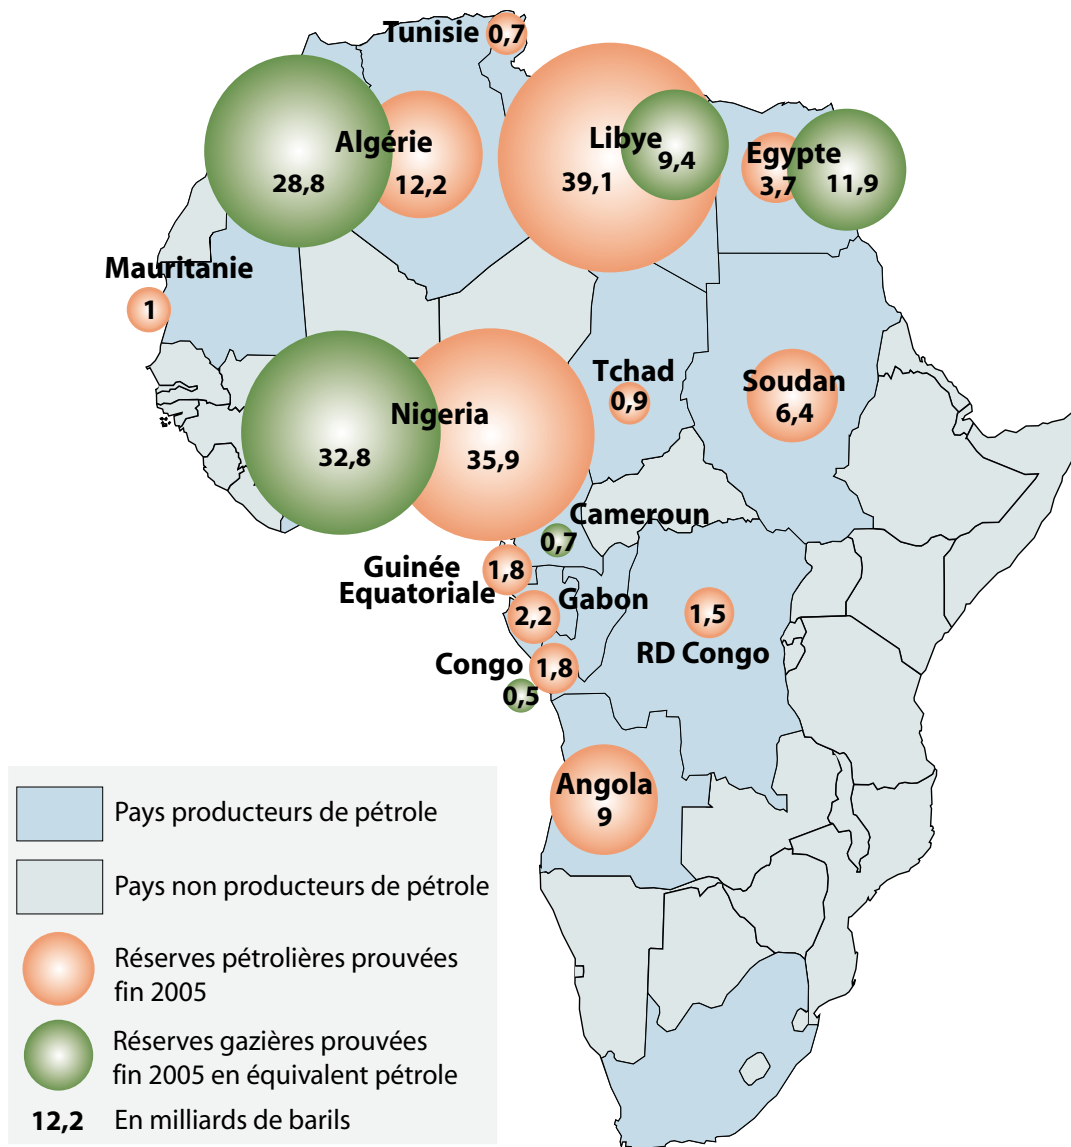 Tunisie
0,7
Algérie
28,8
12,2
Libye
39,1
9,4
Egypte
3,7
11,9
Mauritanie
1
Nigeria
32,8
35,9
Tchad
0,9
Soudan
6,4
Cameroun
0,7
Guinée
Equatoriale
1,8
Gabon
2,2
Congo
1,8
0,5
1,5
RD Congo
Angola
9
Pays producteurs de pétrole
Pays non producteurs de pétrole
Réserves pétrolières prouvées
fin 2005
Réserves gazières prouvées
fin 2005 en équivalent pétrole
12,2 En milliards de barils